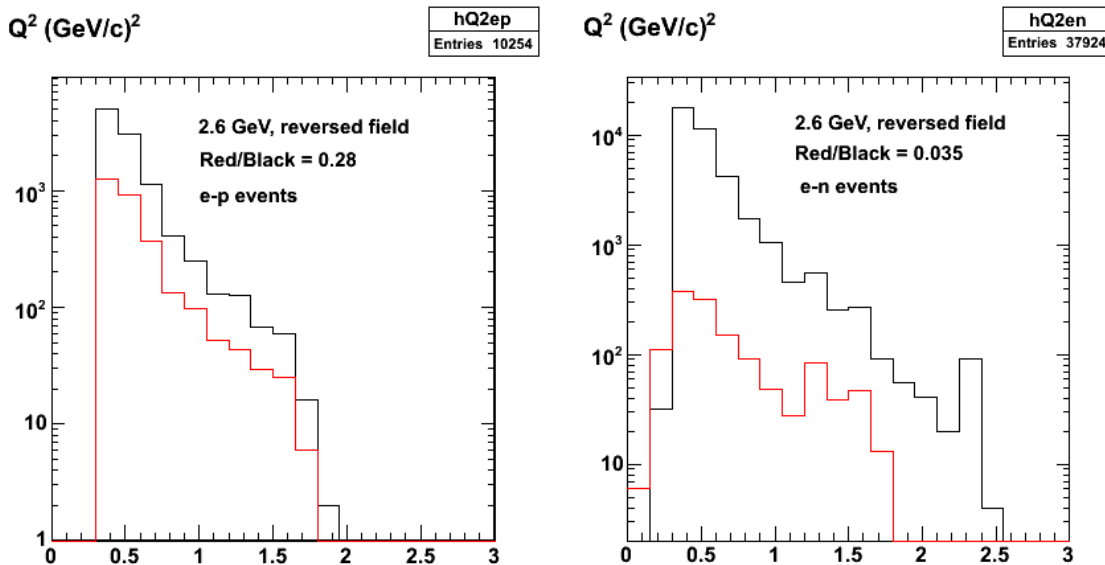 Q² (GeV/c)²
hQ2ep
Entries 10254
2.6 GeV, reversed field
Red/Black = 0.28
e-p events
10³
10²
10
1
0
0.5
1
1.5
2
2.5
3
Q² (GeV/c)²
hQ2en
Entries 37924
2.6 GeV, reversed field
Red/Black = 0.035
e-n events
10⁴
10³
10²
10
0
0.5
1
1.5
2
2.5
3